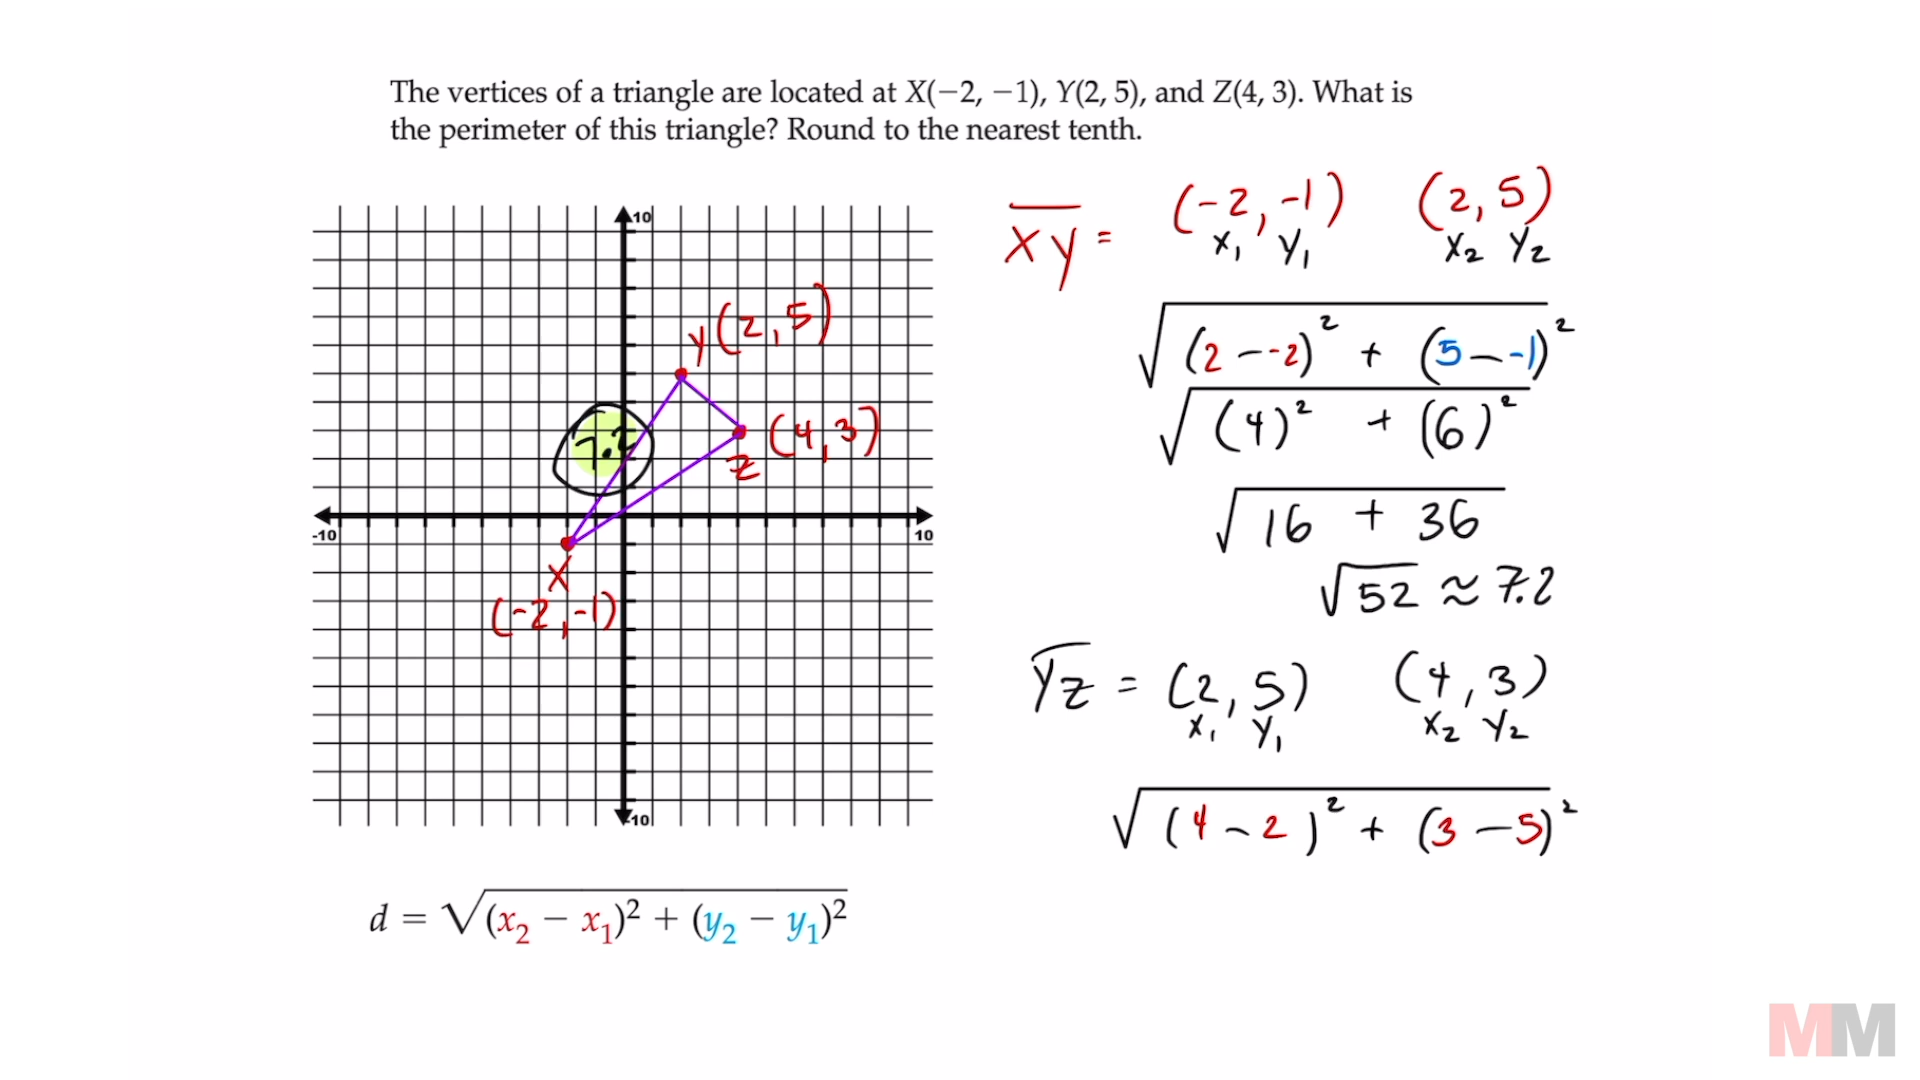 The vertices of a triangle are located at X(−2, −1), Y(2, 5), and Z(4, 3). What is
the perimeter of this triangle? Round to the nearest tenth.
10
-10
10
-10
Y(2,5)
7.2
(4,3)
Z
X
(-2,-1)
d = √(x₂ − x₁)² + (y₂ − y₁)²
XY = (-2,-1) (2,5)
x₁ y₁ x₂ y₂
√(2--2)² + (5--1)²
√(4)² + (6)²
√16 + 36
√52 ≈ 7.2
YZ = (2,5) (4,3)
x₁ y₁ x₂ y₂
√(4-2)² + (3-5)²
MM